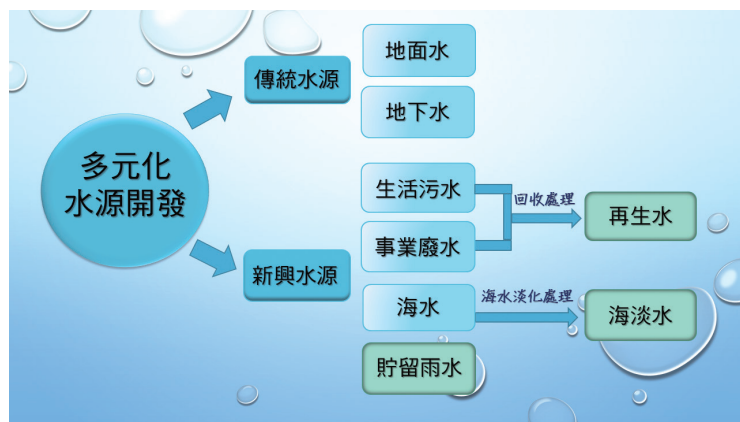 多元化
水源開發
傳統水源
地面水
地下水
新興水源
生活污水
事業廢水
回收處理
再生水
海水
海水淡化處理
海淡水
貯留雨水